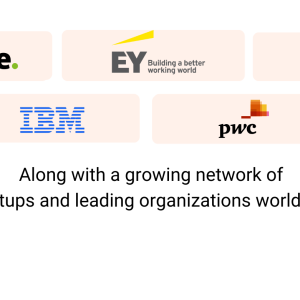 e.
EY Building a better
working world
IBM
pwc
Along with a growing network of
tups and leading organizations world